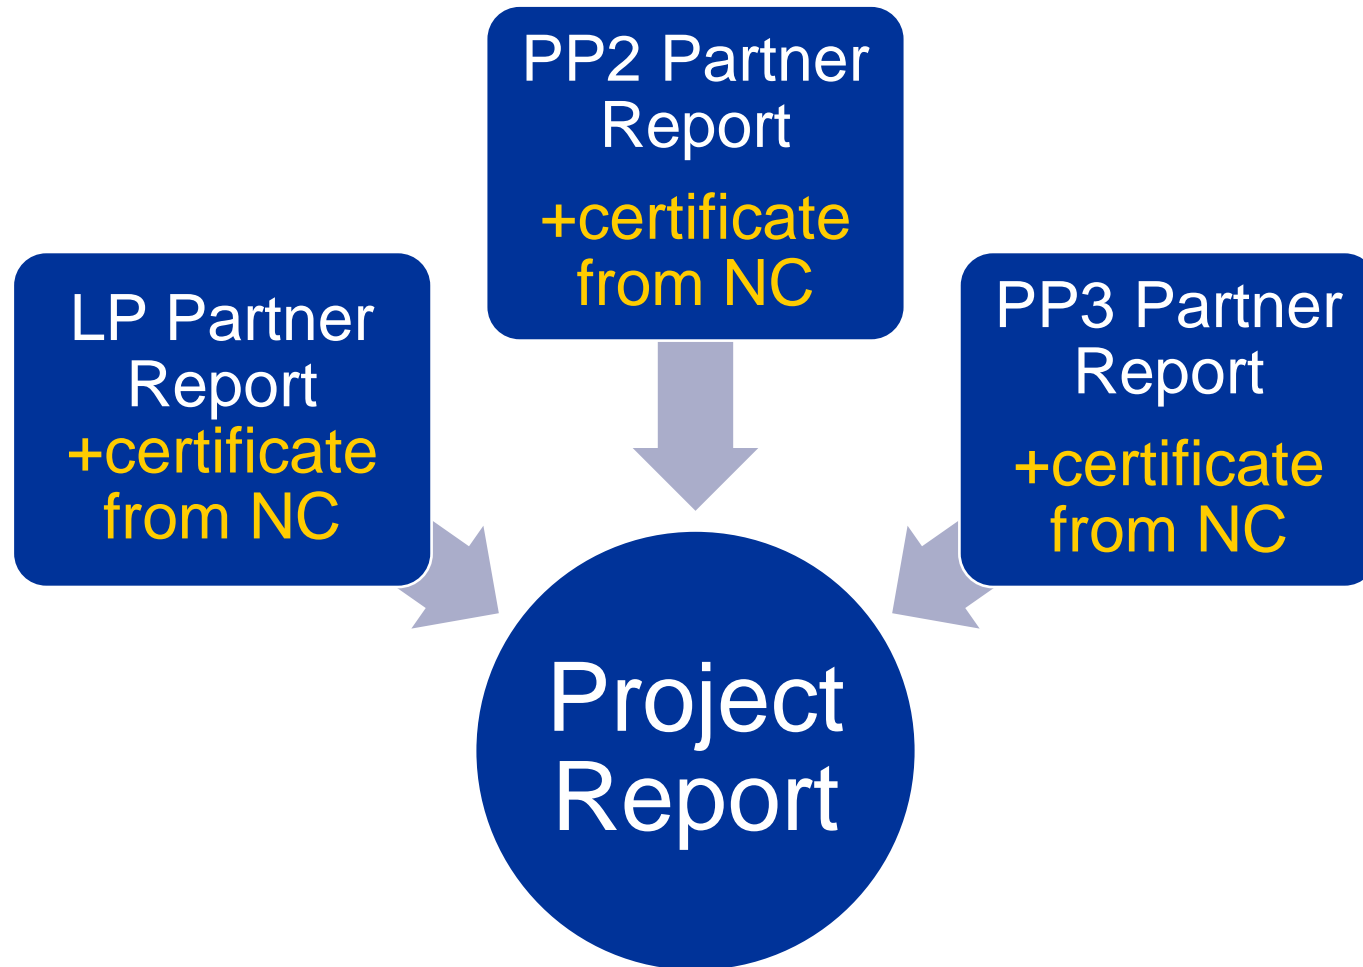 PP2 Partner
Report
+certificate
from NC
LP Partner
Report
+certificate
from NC
PP3 Partner
Report
+certificate
from NC
Project
Report